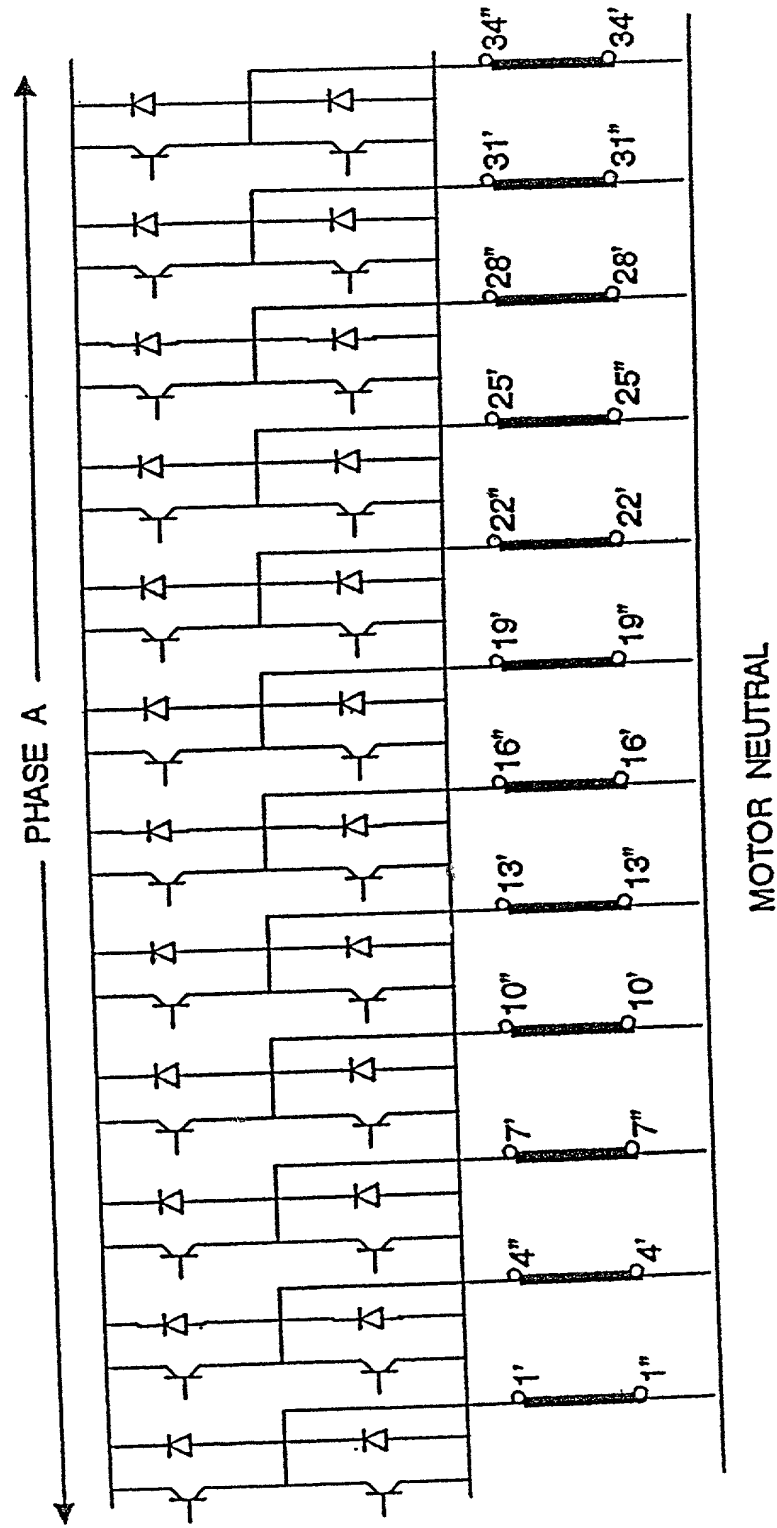 PHASE A
1' 4" 7' 10" 13' 16" 19' 22" 25' 28" 31' 34"
1" 4' 7" 10' 13" 16' 19" 22' 25" 28' 31" 34'
MOTOR NEUTRAL